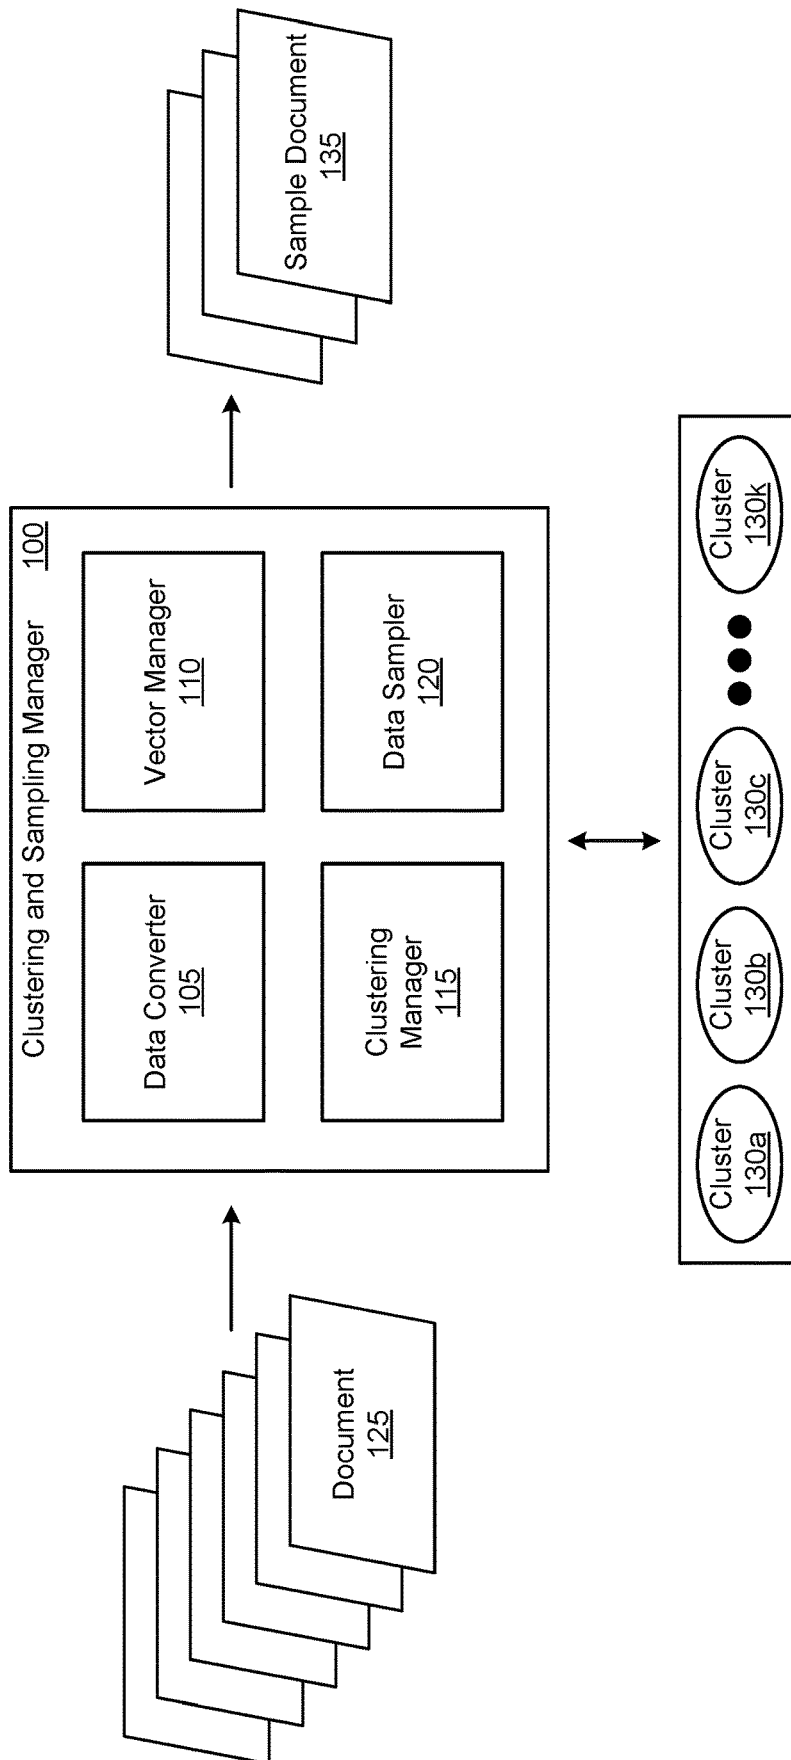 Document
125
Clustering and Sampling Manager
100
Data Converter
105
Vector Manager
110
Clustering
Manager
115
Data Sampler
120
Sample Document
135
Cluster
130a
Cluster
130b
Cluster
130c
Cluster
130k